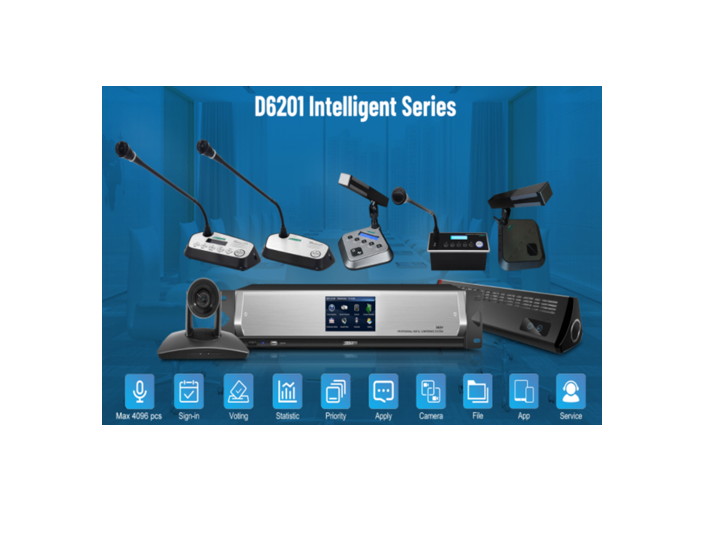 D6201 Intelligent Series
Max 4096 pcs
Sign-in
Voting
Statistic
Priority
Apply
Camera
File
App
Service